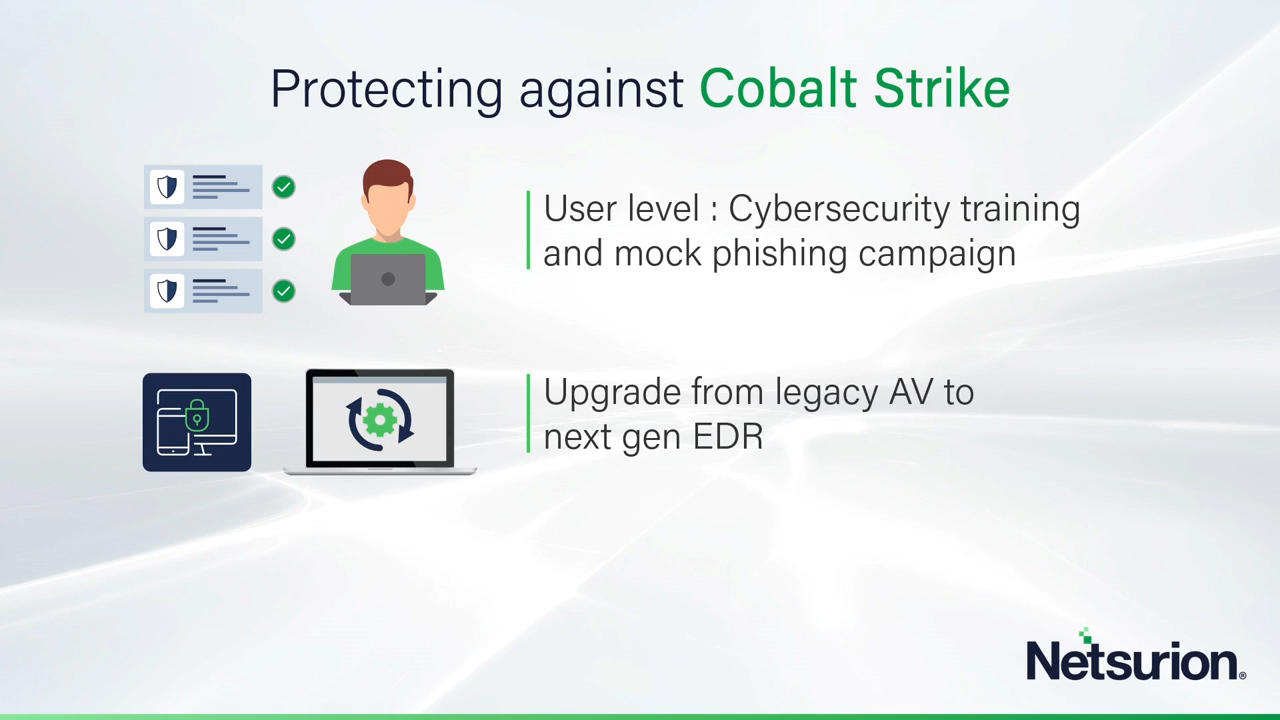 Protecting against Cobalt Strike
User level : Cybersecurity training
and mock phishing campaign
Upgrade from legacy AV to
next gen EDR
Netsurion®